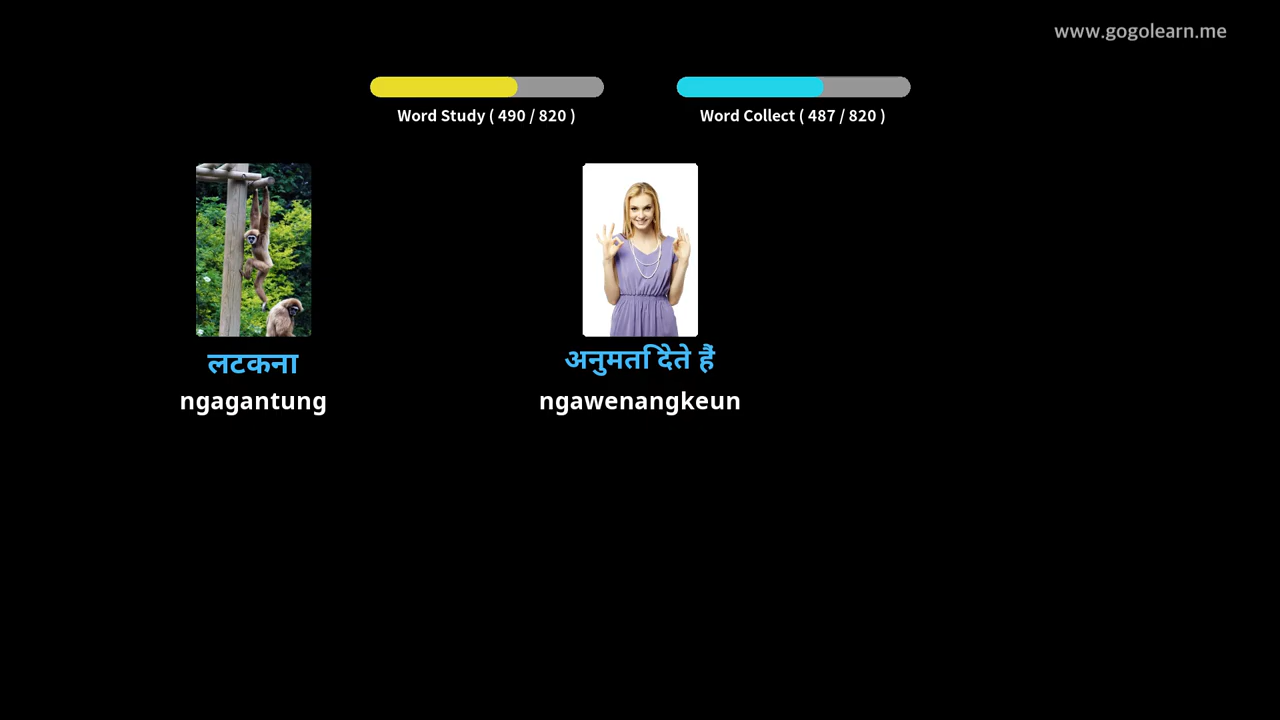 www.gogolearn.me
Word Study ( 490 / 820 )
Word Collect ( 487 / 820 )
लटकना
अनुमति देते हैं
ngagantung
ngawenangkeun